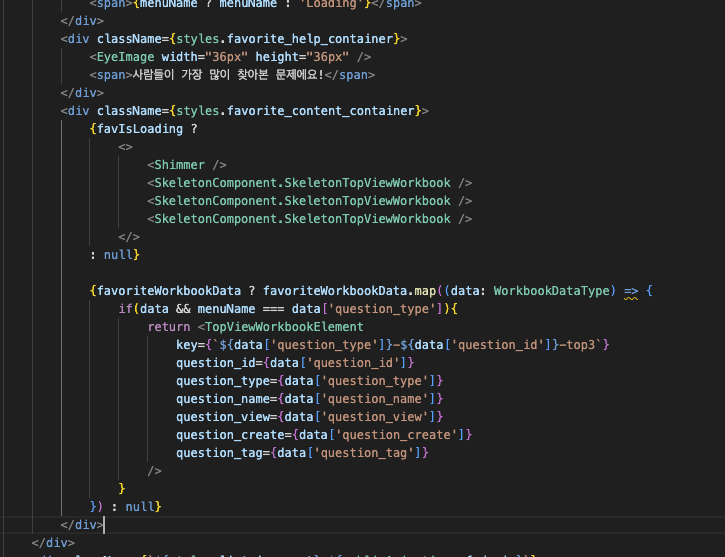 <span>{menuName ? menuName : 'Loading'}</span>
</div>
<div className={styles.favorite_help_container}>
<EyeImage width="36px" height="36px" />
<span>사람들이 가장 많이 찾아본 문제에요!</span>
</div>
<div className={styles.favorite_content_container}>
{favIsLoading ?
<>
<Shimmer />
<SkeletonComponent.SkeletonTopViewWorkbook />
<SkeletonComponent.SkeletonTopViewWorkbook />
<SkeletonComponent.SkeletonTopViewWorkbook />
</>
: null}
{favoriteWorkbookData ? favoriteWorkbookData.map((data: WorkbookDataType) => {
if(data && menuName === data['question_type']){
return <TopViewWorkbookElement
key={`${data['question_type']}-${data['question_id']}-top3`}
question_id={data['question_id']}
question_type={data['question_type']}
question_name={data['question_name']}
question_view={data['question_view']}
question_create={data['question_create']}
question_tag={data['question_tag']}
/>
}
}) : null}
</div>
</div>